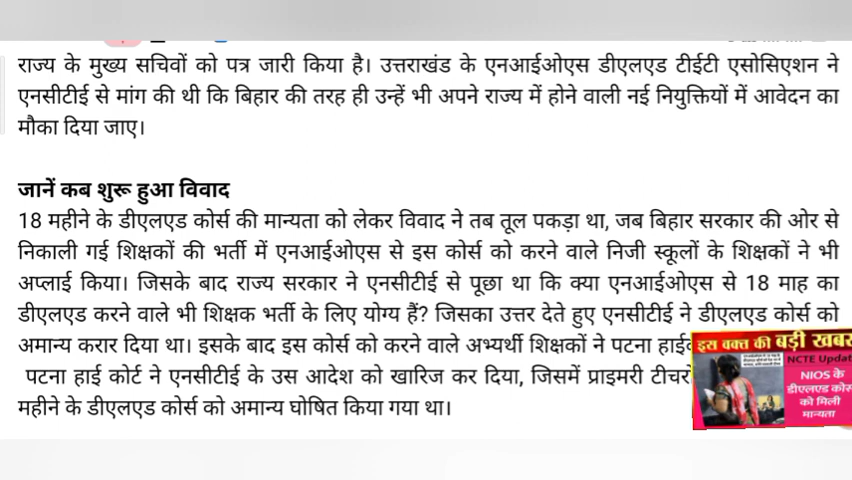 राज्य के मुख्य सचिवों को पत्र जारी किया है। उत्तराखंड के एनआईओएस डीएलएड टीईटी एसोसिएशन ने
एनसीटीई से मांग की थी कि बिहार की तरह ही उन्हें भी अपने राज्य में होने वाली नई नियुक्तियों में आवेदन का
मौका दिया जाए।
जानें कब शुरू हुआ विवाद
18 महीने के डीएलएड कोर्स की मान्यता को लेकर विवाद ने तब तूल पकड़ा था, जब बिहार सरकार की ओर से
निकाली गई शिक्षकों की भर्ती में एनआईओएस से इस कोर्स को करने वाले निजी स्कूलों के शिक्षकों ने भी
अप्लाई किया। जिसके बाद राज्य सरकार ने एनसीटीई से पूछा था कि क्या एनआईओएस से 18 माह का
डीएलएड करने वाले भी शिक्षक भर्ती के लिए योग्य हैं? जिसका उत्तर देते हुए एनसीटीई ने डीएलएड कोर्स को
अमान्य करार दिया था। इसके बाद इस कोर्स को करने वाले अभ्यर्थी शिक्षकों ने पटना
पटना हाई कोर्ट ने एनसीटीई के उस आदेश को खारिज कर दिया, जिसमें प्राइमरी
महीने के डीएलएड कोर्स को अमान्य घोषित किया गया था।
इस वक्त की बड़ी खबर
NCTE Updat
NIOS के
डीएलएड कोर्स
को मिली
मान्यता